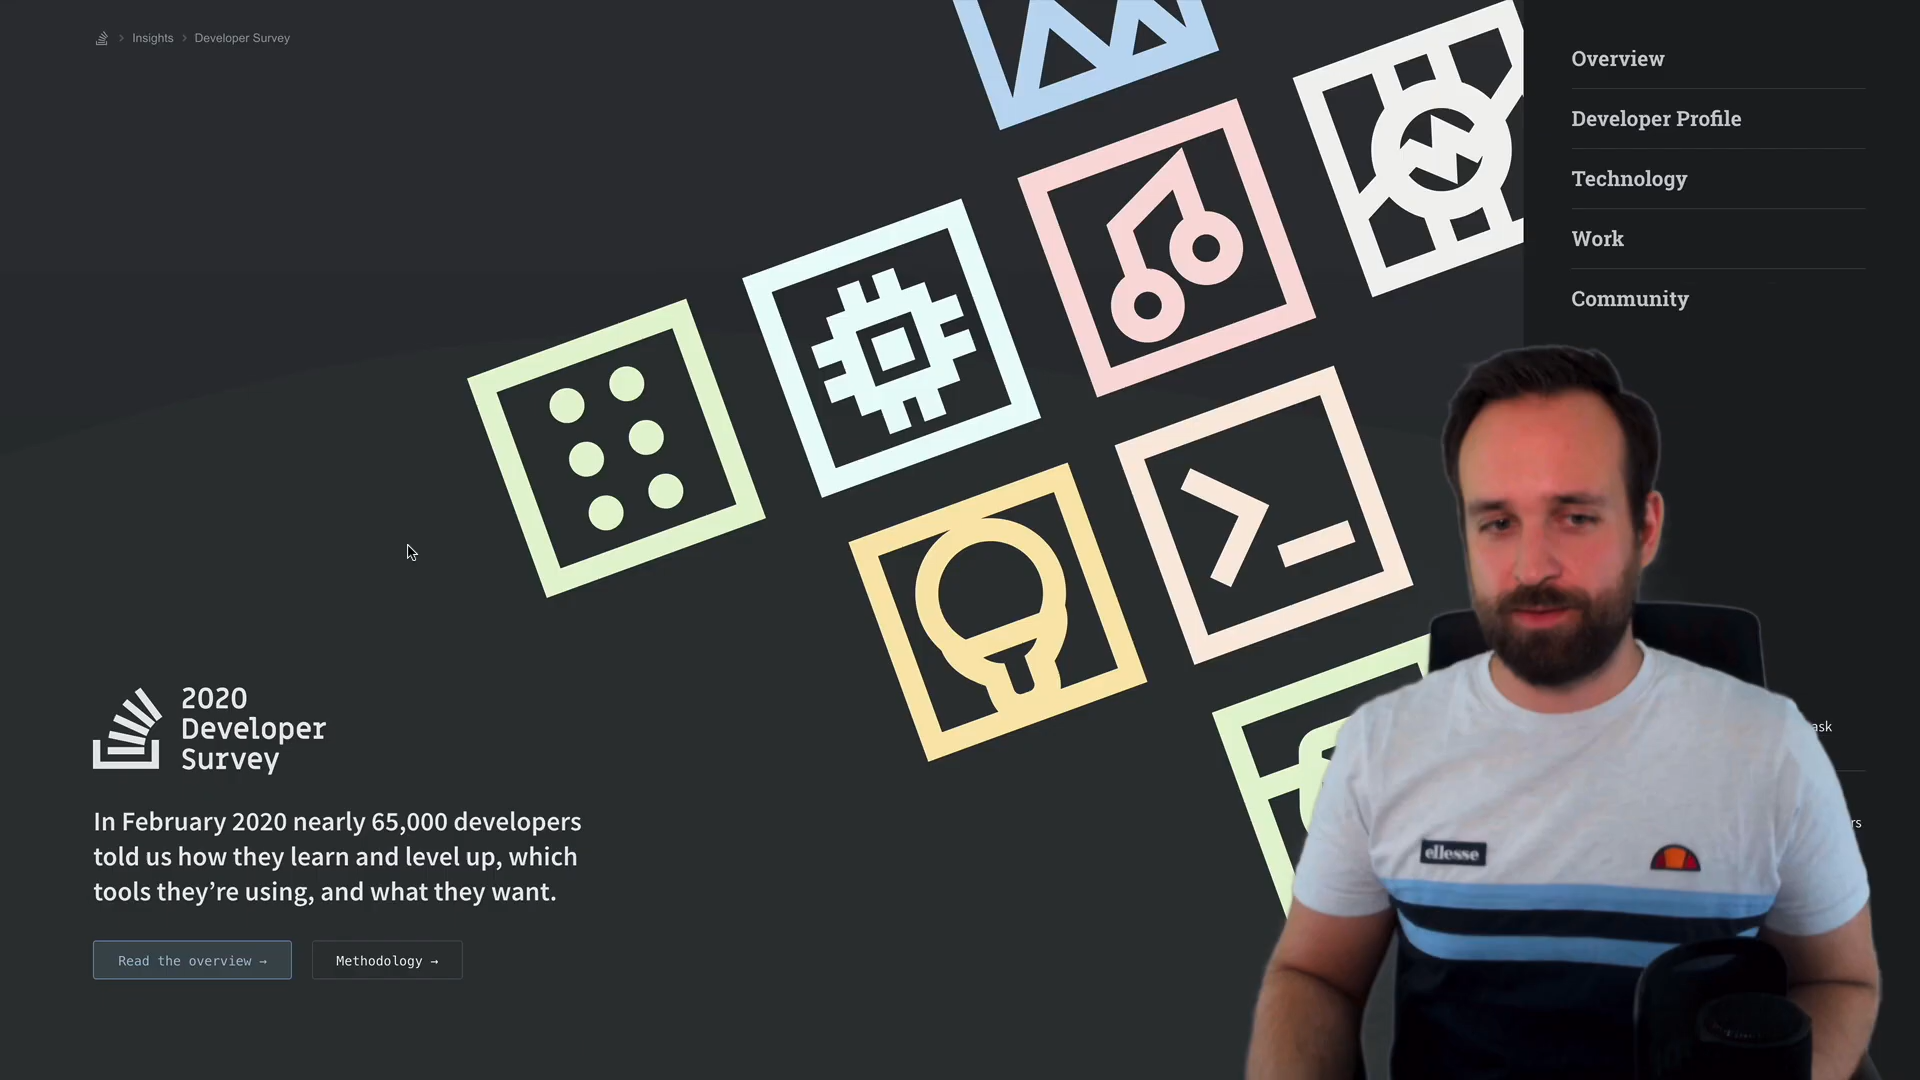 Insights
Developer Survey
Overview
Developer Profile
Technology
Work
Community
2020
Developer
Survey
In February 2020 nearly 65,000 developers
told us how they learn and level up, which
tools they’re using, and what they want.
Read the overview →
Methodology →
ellesse